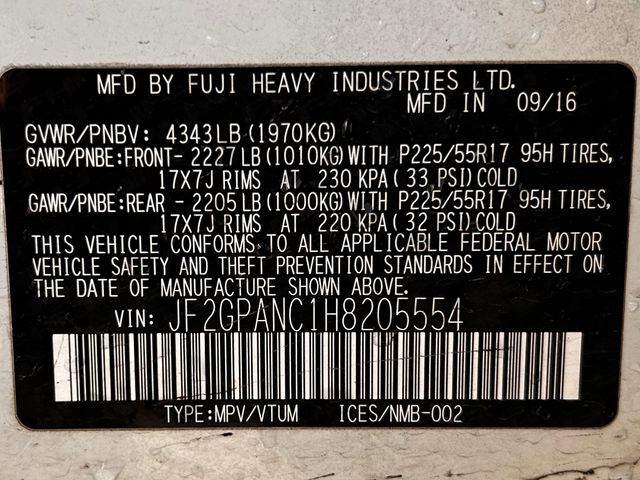 MFD BY FUJI HEAVY INDUSTRIES LTD.
MFD IN 09/16
GVWR/PNBV: 4343LB(1970KG)
GAWR/PNBE:FRONT- 2227LB(1010KG)WITH P225/55R17 95H TIRES,
17X7J RIMS AT 230 KPA(33 PSI)COLD
GAWR/PNBE:REAR - 2205LB(1000KG)WITH P225/55R17 95H TIRES,
17X7J RIMS AT 220 KPA(32 PSI)COLD
THIS VEHICLE CONFORMS TO ALL APPLICABLE FEDERAL MOTOR
VEHICLE SAFETY AND THEFT PREVENTION STANDARDS IN EFFECT ON
THE DATE OF MANUFACTURE SHOWN ABOVE.
VIN: JF2GPANC1H8205554
TYPE:MPV/VTUM ICES/NMB-002